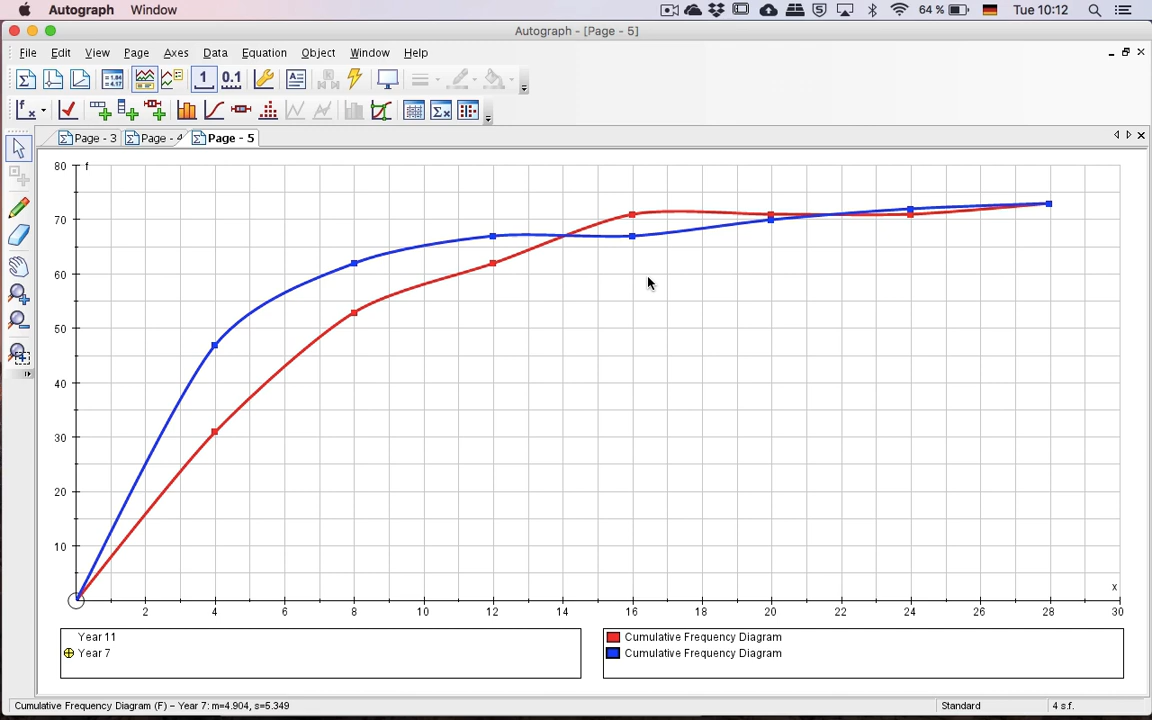 Autograph Window 64 % Tue 10:12
Autograph - [Page - 5]
File Edit View Page Axes Data Equation Object Window Help
1 0.1
Page - 3 Page - 4 Page - 5
80 f
70
60
50
40
30
20
10
x
2 4 6 8 10 12 14 16 18 20 22 24 26 28 30
Year 11
Year 7
Cumulative Frequency Diagram
Cumulative Frequency Diagram
Cumulative Frequency Diagram (F) – Year 7: m=4.904, s=5.349 Standard 4 s.f.